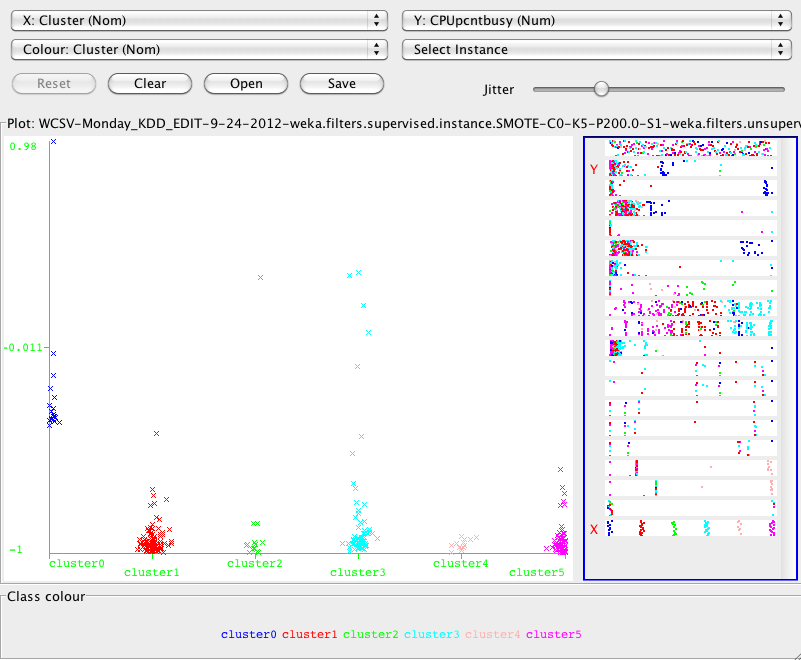 X: Cluster (Nom) Y: CPUpcntbusy (Num)
Colour: Cluster (Nom) Select Instance
Reset Clear Open Save Jitter
Plot: WCSV-Monday_KDD_EDIT-9-24-2012-weka.filters.supervised.instance.SMOTE-C0-K5-P200.0-S1-weka.filters.unsuperv
0.98
Y
-0.011
X
-1
cluster0 cluster1 cluster2 cluster3 cluster4 cluster5
Class colour
cluster0 cluster1 cluster2 cluster3 cluster4 cluster5